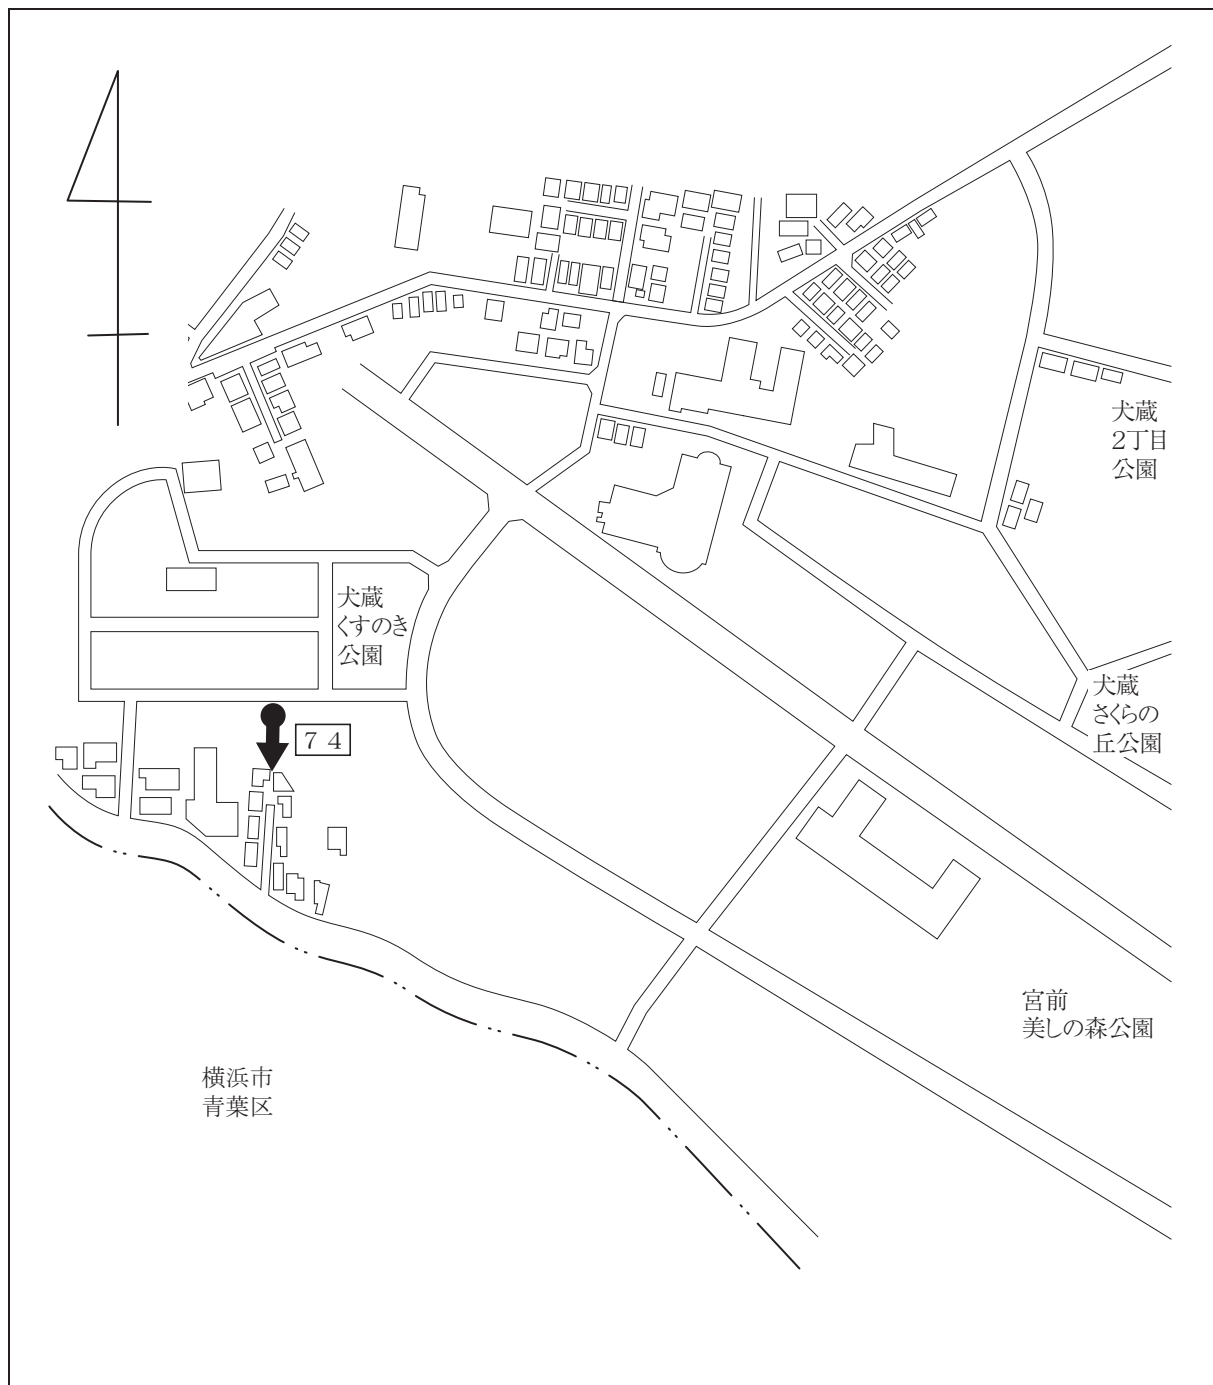 犬蔵
2丁目
公園
犬蔵
くすのき
公園
犬蔵
さくらの
丘公園
７４
宮前
美しの森公園
横浜市
青葉区